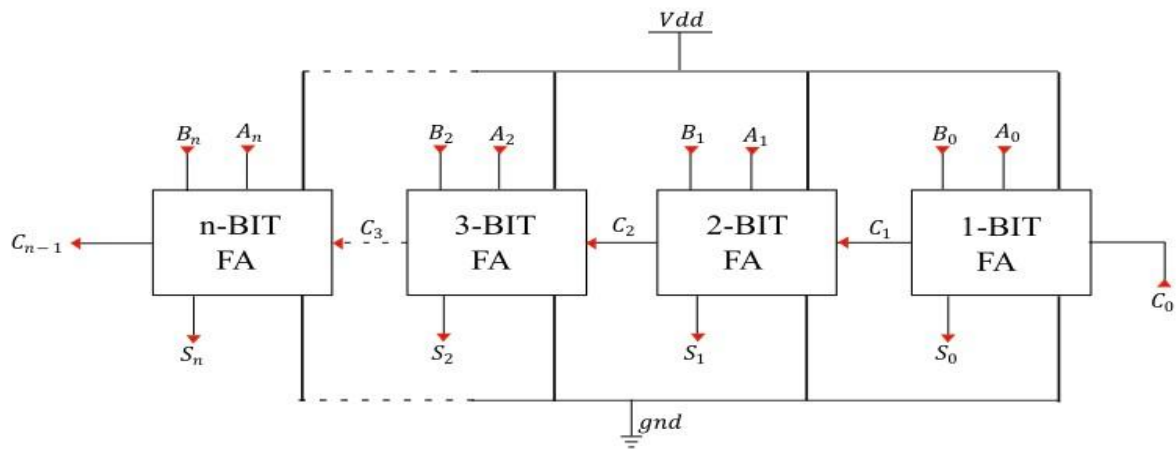 Vdd
Bₙ Aₙ B₂ A₂ B₁ A₁ B₀ A₀
n-BIT FA
3-BIT FA
2-BIT FA
1-BIT FA
Cₙ₋₁ C₃ C₂ C₁ C₀
Sₙ S₂ S₁ S₀
gnd